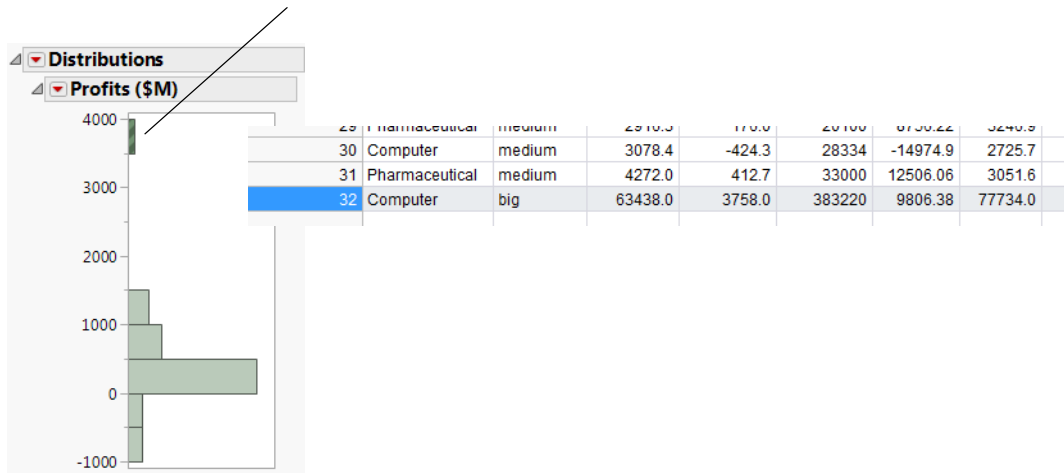 Distributions
Profits ($M)
4000
3000
2000
1000
0
-1000
30 Computer medium 3078.4 -424.3 28334 -14974.9 2725.7
31 Pharmaceutical medium 4272.0 412.7 33000 12506.06 3051.6
32 Computer big 63438.0 3758.0 383220 9806.38 77734.0